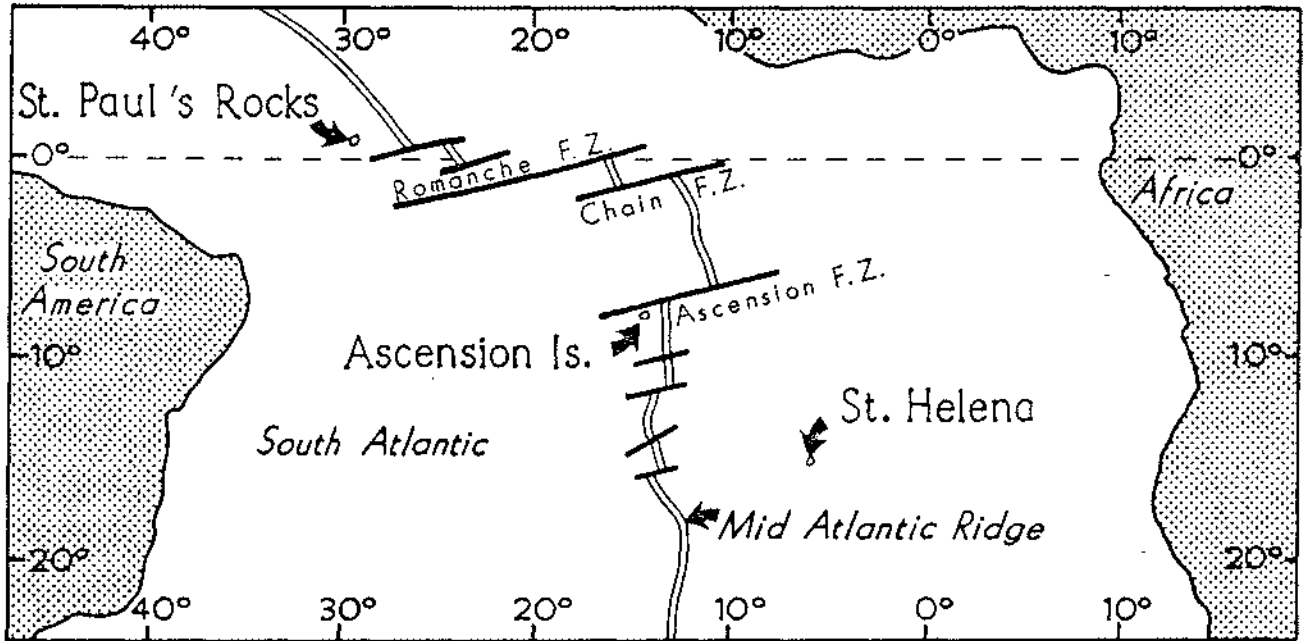 40° 30° 20° 10° 0° 10°
St. Paul's Rocks
0° 0°
Romanche F.Z.
Chain F.Z.
Africa
South
America
Ascension F.Z.
10° 10°
Ascension Is.
St. Helena
South Atlantic
Mid Atlantic Ridge
20° 20°
40° 30° 20° 10° 0° 10°